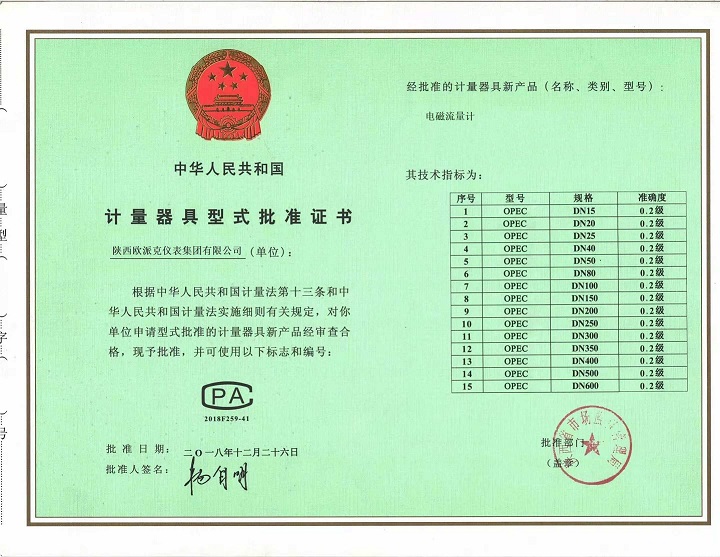 中华人民共和国
计量器具型式批准证书
陕西欧派克仪表集团有限公司（单位）：
根据中华人民共和国计量法第十三条和中
华人民共和国计量法实施细则有关规定，对你
单位申请型式批准的计量器具新产品经审查合
格，现予批准，并可使用以下标志和编号：
CPA
2018F259-41
批准日期： 二〇一八年十二月二十六日
批准人签名：
经批准的计量器具新产品（名称、类别、型号）：
电磁流量计
其技术指标为：
序号 型号 规格 准确度
1 OPEC DN15 0.2级
2 OPEC DN20 0.2级
3 OPEC DN25 0.2级
4 OPEC DN40 0.2级
5 OPEC DN50 0.2级
6 OPEC DN80 0.2级
7 OPEC DN100 0.2级
8 OPEC DN150 0.2级
9 OPEC DN200 0.2级
10 OPEC DN250 0.2级
11 OPEC DN300 0.2级
12 OPEC DN350 0.2级
13 OPEC DN400 0.2级
14 OPEC DN500 0.2级
15 OPEC DN600 0.2级
批准部门
（盖章）
量
型
字
号